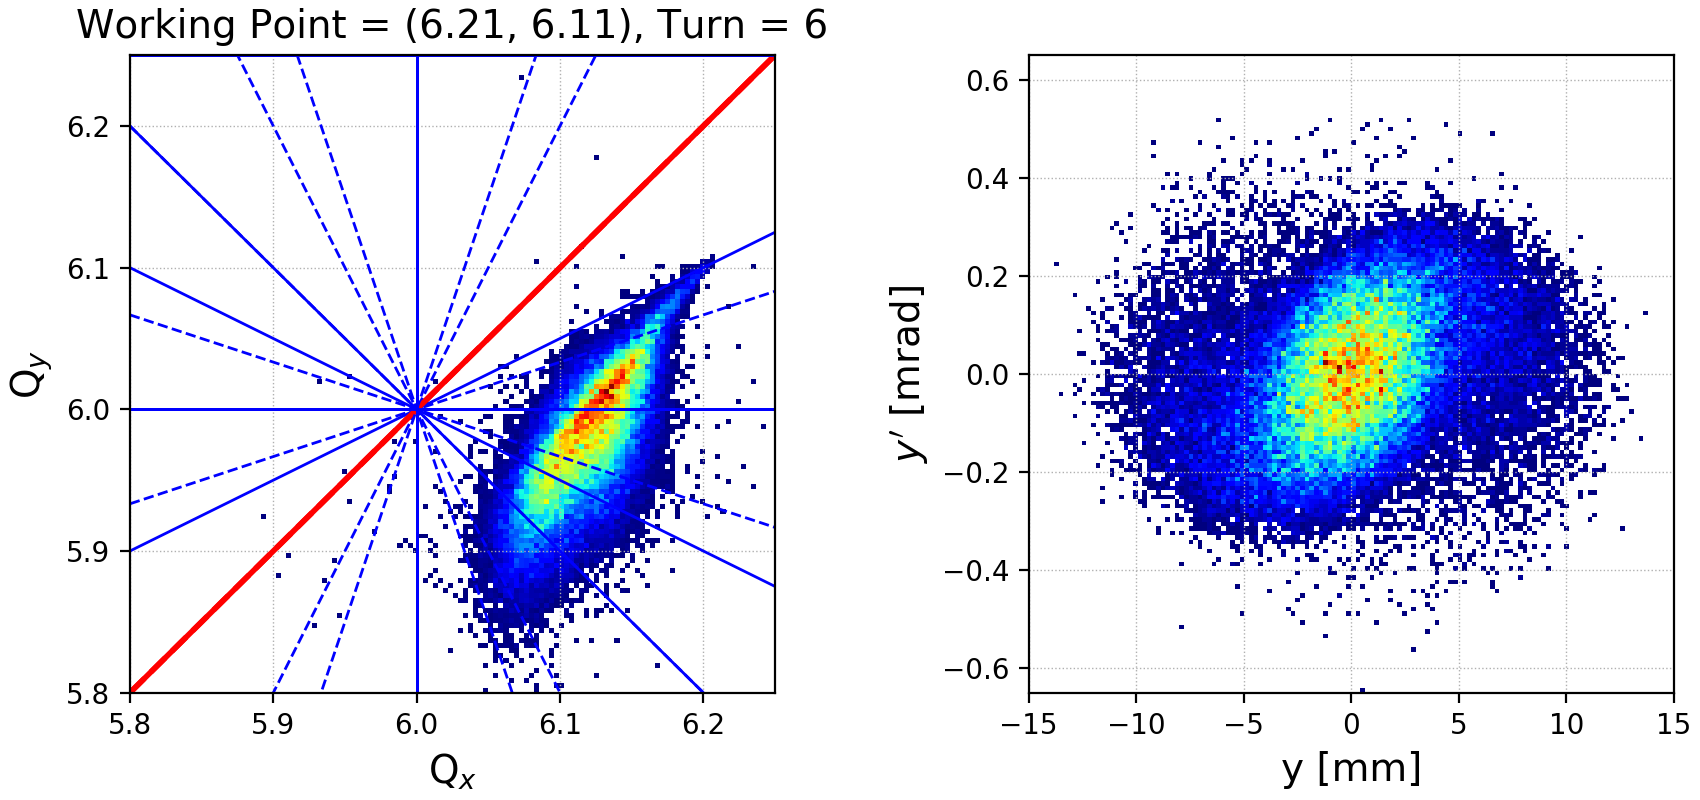 Working Point = (6.21, 6.11), Turn = 6
6.2
6.1
6.0
5.9
5.8
5.8 5.9 6.0 6.1 6.2
Qy
Qx
0.6
0.4
0.2
0.0
−0.2
−0.4
−0.6
−15 −10 −5 0 5 10 15
y′ [mrad]
y [mm]